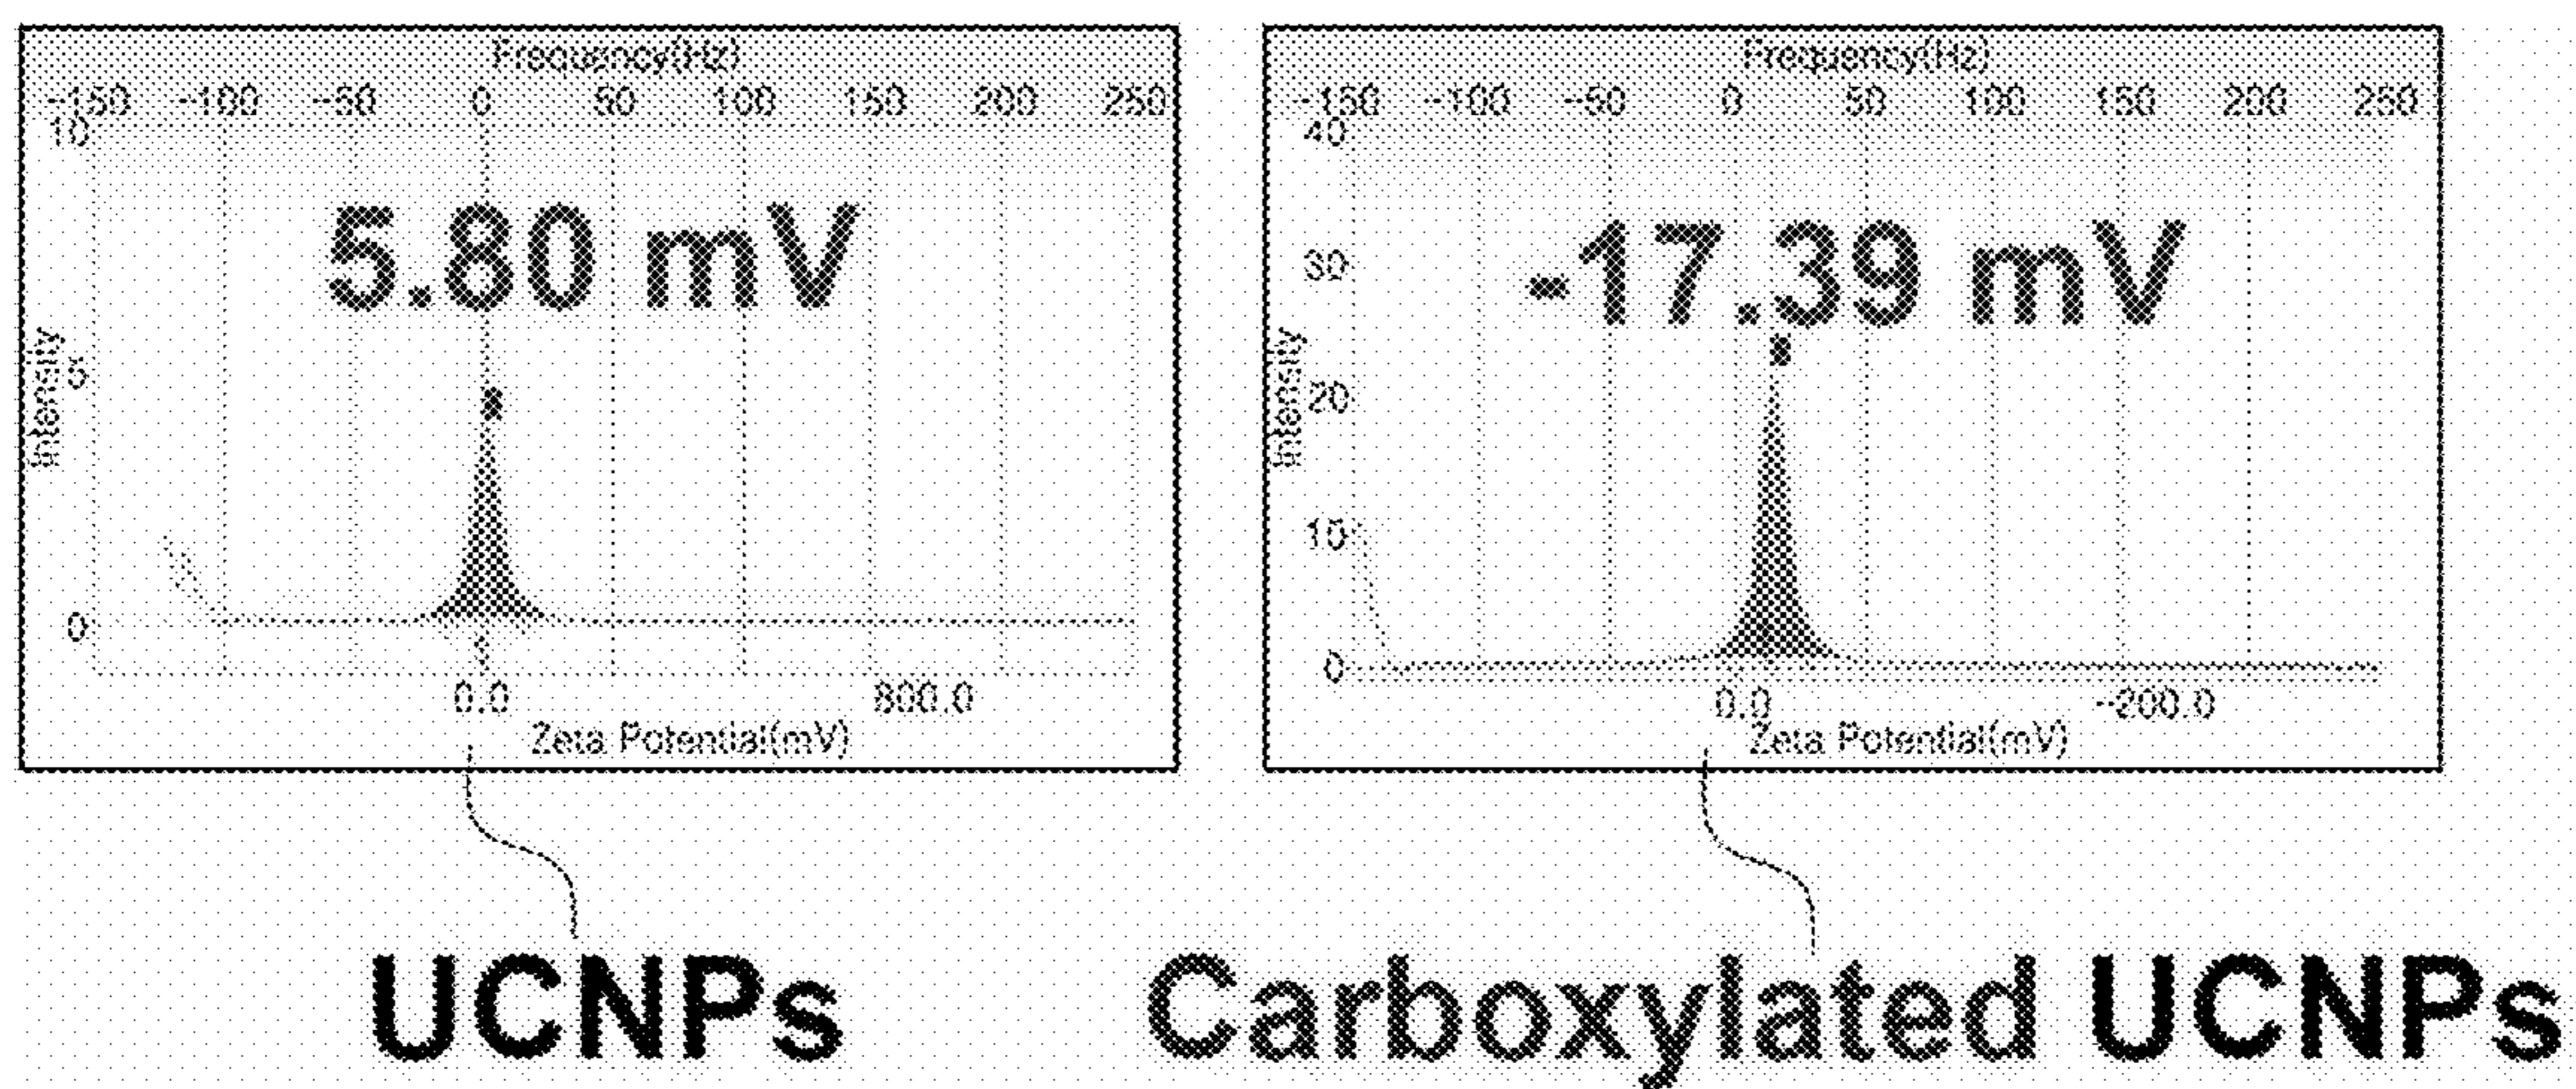 Frequency(Hz)
-150 -100 -50 0 50 100 150 200 250
10
5.80 mV
5
Intensity
0
0.0 800.0
Zeta Potential(mV)
UCNPs
Frequency(Hz)
-150 -100 -50 0 50 100 150 200 250
40
-17.39 mV
30
Intensity
20
10
0
0.0 -200.0
Zeta Potential(mV)
Carboxylated UCNPs